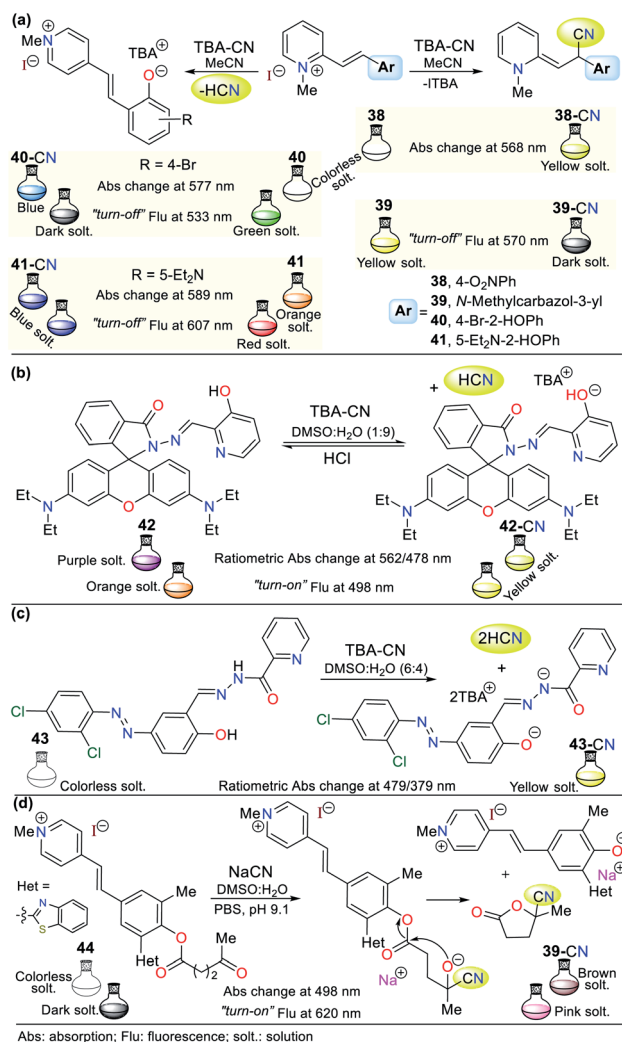 (a)
MeN + I⊖
TBA⊕
O⊖
R
TBA-CN
MeCN
-HCN
I⊖ N + Me
Ar
TBA-CN
MeCN
-ITBA
CN
Ar
N
Me
40-CN
R = 4-Br
40
Abs change at 577 nm
Blue
"turn-off" Flu at 533 nm
Dark solt.
Green solt.
Colorless solt.
38
38-CN
Abs change at 568 nm
Yellow solt.
39
39-CN
"turn-off" Flu at 570 nm
Yellow solt.
Dark solt.
41-CN
R = 5-Et2N
41
Abs change at 589 nm
Orange solt.
Blue solt.
"turn-off" Flu at 607 nm
Red solt.
Ar =
38, 4-O2NPh
39, N-Methylcarbazol-3-yl
40, 4-Br-2-HOPh
41, 5-Et2N-2-HOPh
(b)
O HO
N N N
Et N O N Et
Et Et
42
TBA-CN
DMSO:H2O (1:9)
HCl
+ HCN
TBA⊕
HO⊖
O
N N N
Et N O N Et
Et Et
42-CN
Purple solt.
Ratiometric Abs change at 562/478 nm
Orange solt.
"turn-on" Flu at 498 nm
Yellow solt.
(c)
Cl
Cl
N N
OH
N
H N
O
N
43
Colorless solt.
TBA-CN
DMSO:H2O (6:4)
2HCN
+
2TBA⊕
Cl
Cl
N N
O⊖
N
⊖ N
O
N
43-CN
Ratiometric Abs change at 479/379 nm
Yellow solt.
(d)
MeN + I⊖
Me
Het
O
O
Me
2 O
Het =
N
S
44
Colorless solt.
Dark solt.
NaCN
DMSO:H2O
PBS, pH 9.1
MeN + I⊖
Me
Het
O
O
O⊖
Na⊕
CN
Me
Abs change at 498 nm
"turn-on" Flu at 620 nm
MeN + I⊖
Me
O⊖
Na⊕
Het
+
CN
O O Me
39-CN
Brown solt.
Pink solt.
Abs: absorption; Flu: fluorescence; solt.: solution